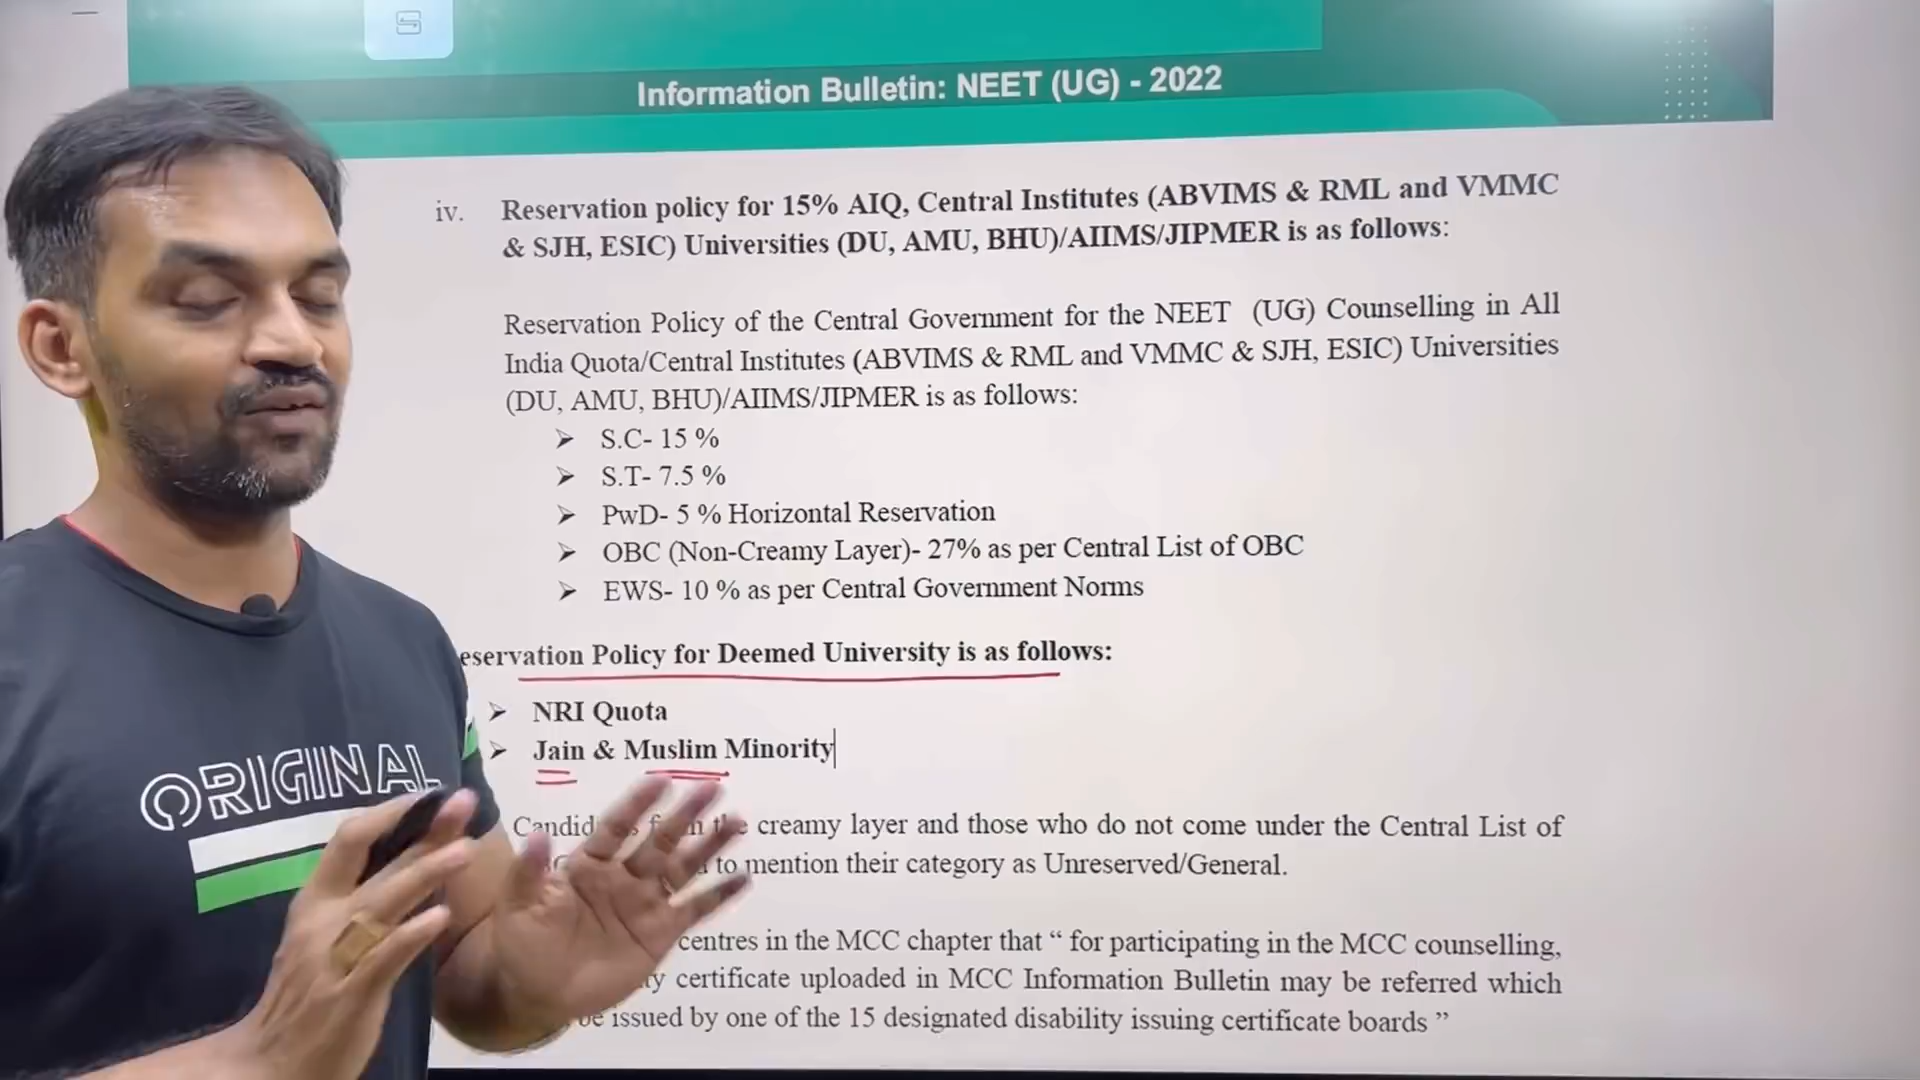 Information Bulletin: NEET (UG) - 2022
iv. Reservation policy for 15% AIQ, Central Institutes (ABVIMS & RML and VMMC
& SJH, ESIC) Universities (DU, AMU, BHU)/AIIMS/JIPMER is as follows:
Reservation Policy of the Central Government for the NEET (UG) Counselling in All
India Quota/Central Institutes (ABVIMS & RML and VMMC & SJH, ESIC) Universities
(DU, AMU, BHU)/AIIMS/JIPMER is as follows:
➢ S.C- 15 %
➢ S.T- 7.5 %
➢ PwD- 5 % Horizontal Reservation
➢ OBC (Non-Creamy Layer)- 27% as per Central List of OBC
➢ EWS- 10 % as per Central Government Norms
eservation Policy for Deemed University is as follows:
➢ NRI Quota
➢ Jain & Muslim Minority
creamy layer and those who do not come under the Central List of
to mention their category as Unreserved/General.
centres in the MCC chapter that “ for participating in the MCC counselling,
certificate uploaded in MCC Information Bulletin may be referred which
be issued by one of the 15 designated disability issuing certificate boards ”
ORIGINAL